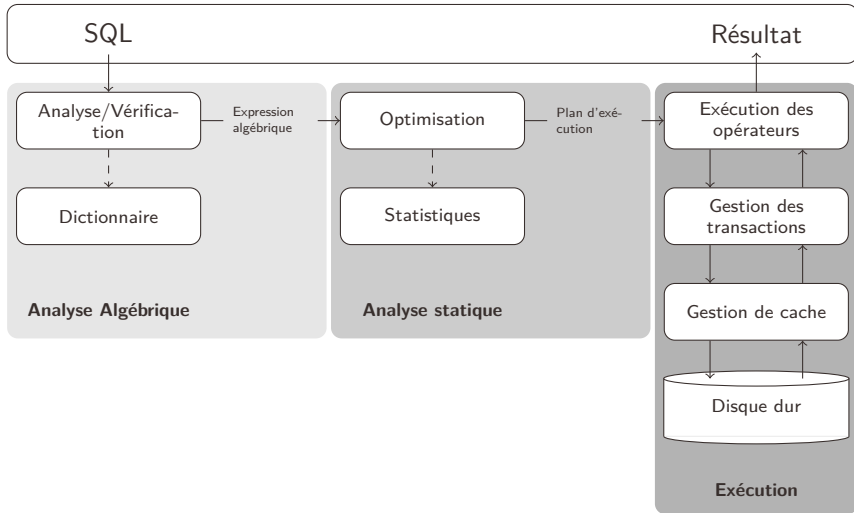 SQL
Résultat
Analyse/Vérifica-
tion
Expression
algébrique
Optimisation
Plan d'exé-
cution
Exécution des
opérateurs
Dictionnaire
Statistiques
Gestion des
transactions
Analyse Algébrique
Analyse statique
Gestion de cache
Disque dur
Exécution